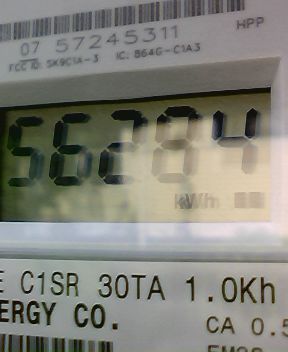 HPP
07 57245311
FCC ID: SK9C1A-3 IC: 864G-C1A3
56284
kWh
E C1SR 30TA 1.0Kh
ERGY CO.
CA 0.5